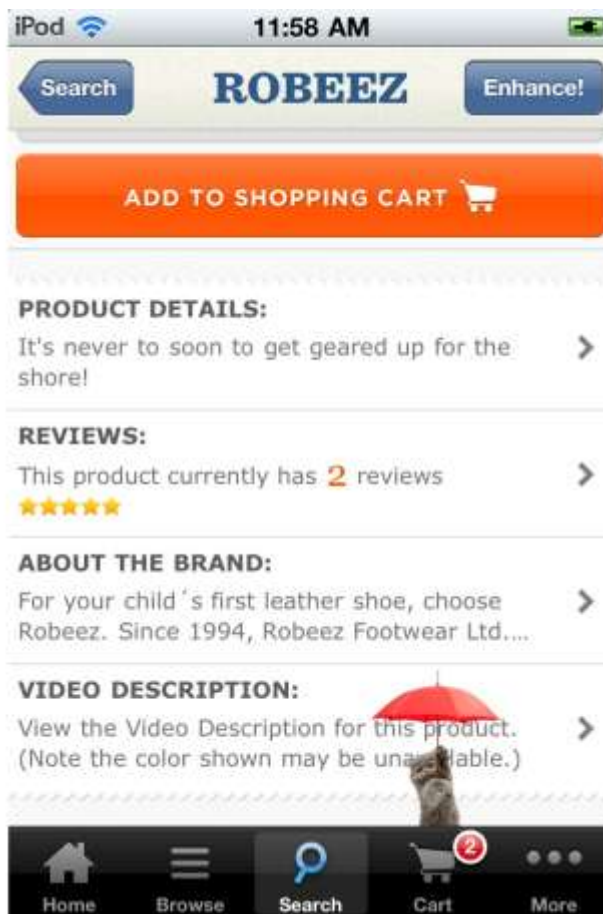 iPod 11:58 AM
Search ROBEEZ Enhance!
ADD TO SHOPPING CART
PRODUCT DETAILS:
It's never to soon to get geared up for the
shore!
REVIEWS:
This product currently has 2 reviews
ABOUT THE BRAND:
For your child´s first leather shoe, choose
Robeez. Since 1994, Robeez Footwear Ltd....
VIDEO DESCRIPTION:
View the Video Description for this product.
(Note the color shown may be unavailable.)
2
Home Browse Search Cart More